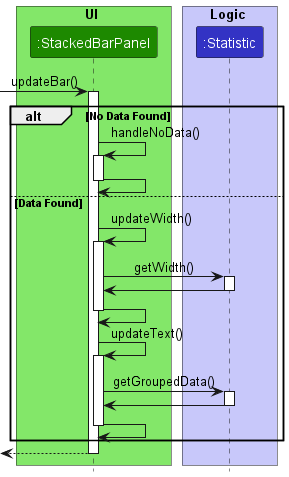 UI
Logic
:StackedBarPanel
:Statistic
updateBar()
alt
[No Data Found]
handleNoData()
[Data Found]
updateWidth()
getWidth()
updateText()
getGroupedData()